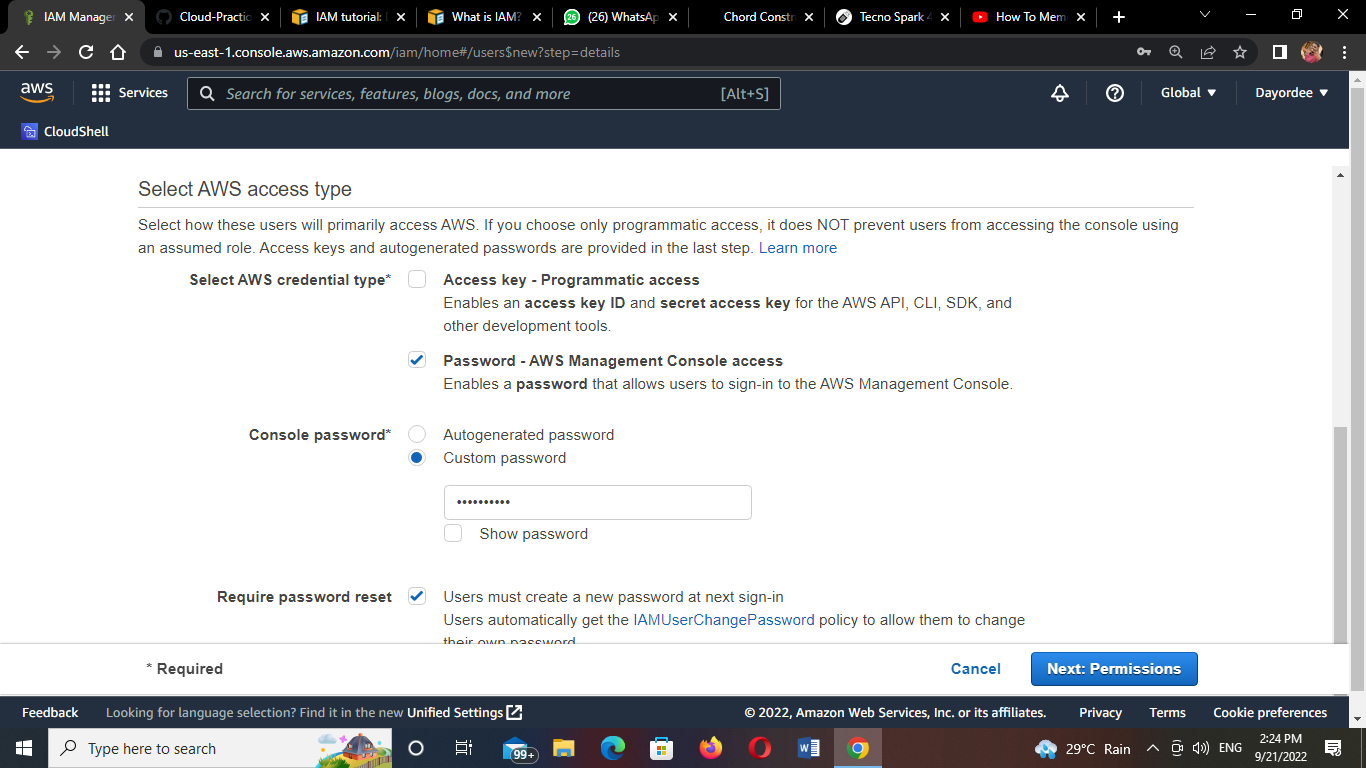 IAM Manager
Cloud-Practic
IAM tutorial:
What is IAM?
(26) WhatsAp
Chord Constr
Tecno Spark 4
How To Mem
us-east-1.console.aws.amazon.com/iam/home#/users$new?step=details
aws
Services
Search for services, features, blogs, docs, and more
[Alt+S]
Global
Dayordee
CloudShell
Select AWS access type
Select how these users will primarily access AWS. If you choose only programmatic access, it does NOT prevent users from accessing the console using
an assumed role. Access keys and autogenerated passwords are provided in the last step. Learn more
Select AWS credential type*
Access key - Programmatic access
Enables an access key ID and secret access key for the AWS API, CLI, SDK, and
other development tools.
Password - AWS Management Console access
Enables a password that allows users to sign-in to the AWS Management Console.
Console password*
Autogenerated password
Custom password
••••••••••
Show password
Require password reset
Users must create a new password at next sign-in
Users automatically get the IAMUserChangePassword policy to allow them to change
their own password
* Required
Cancel
Next: Permissions
Feedback
Looking for language selection? Find it in the new Unified Settings
© 2022, Amazon Web Services, Inc. or its affiliates.
Privacy
Terms
Cookie preferences
Type here to search
99+
29°C Rain
ENG
2:24 PM
9/21/2022